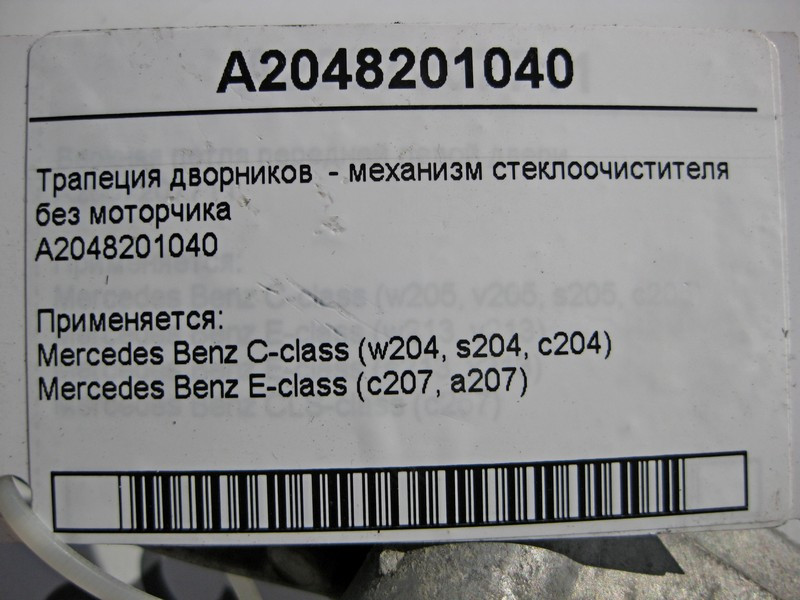 A2048201040
Трапеция дворников - механизм стеклоочистителя
без моторчика
A2048201040
Применяется:
Mercedes Benz C-class (w204, s204, c204)
Mercedes Benz E-class (c207, a207)